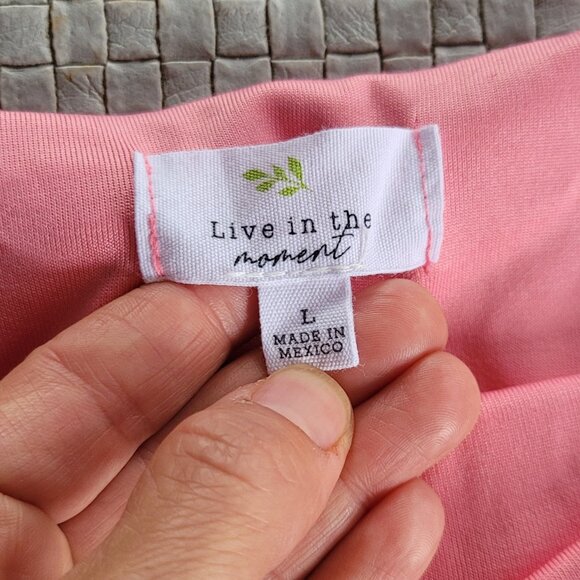 Live in the
moment
L
MADE IN
MEXICO